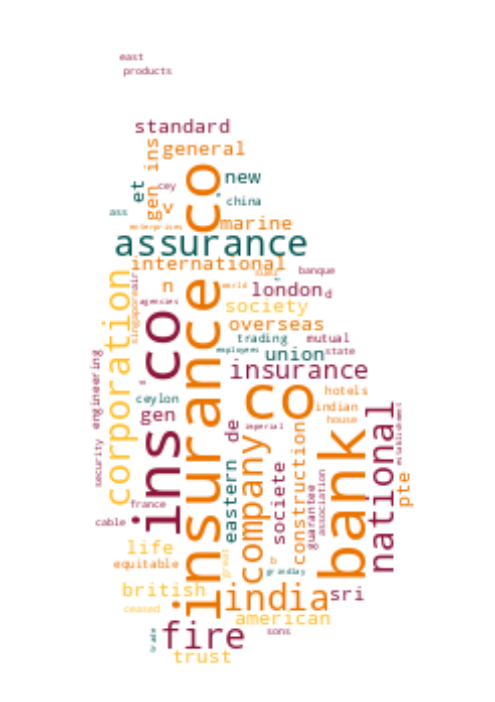 east
products
standard
general
ins
et
gen
cey
v
co
new
china
ass
enterprises
marine
assurance
international
banque
n
world
london
d
air
singapore
agencies
society
overseas
corporation
ins co
insurance co
trading
mutual
employees
union
state
insurance
engineering
ceylon
gen
co
hotels
indian
house
imperial
national
establishment
de
company
societe
construction
guarantee
association
bank
pte
eastern
security
france
cable
life
equitable
great
b
grindlay
british
india
sri
ceased
american
trade
fire
sons
trust